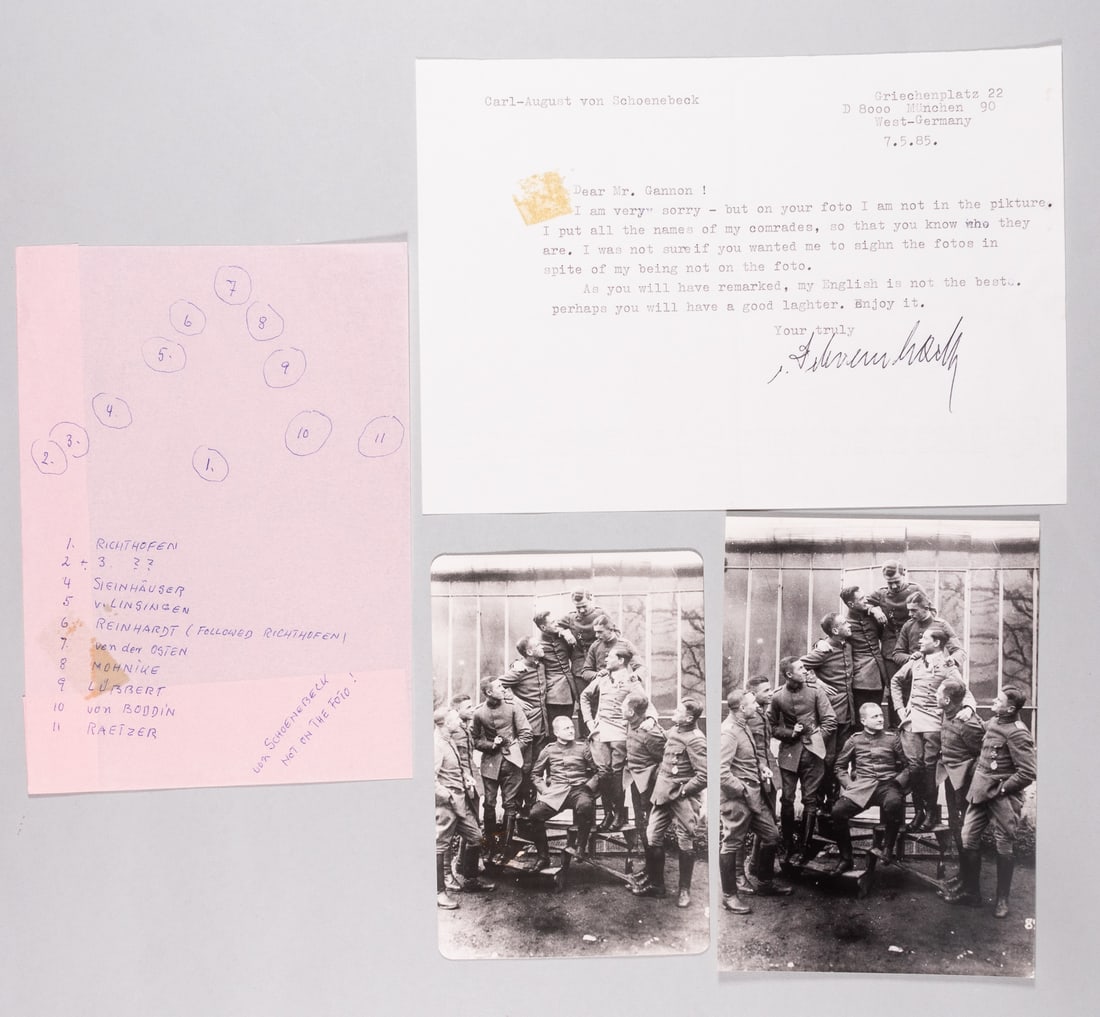 Carl-August von Schoenebeck
Griechenplatz 22
D 8000 München 90
West-Germany
7.5.85.
Dear Mr. Gannon !
I am very sorry - but on your foto I am not in the pikture.
I put all the names of my comrades, so that you know who they
are. I was not sure if you wanted me to sighn the fotos in
spite of my being not on the foto.
As you will have remarked, my English is not the best.
perhaps you will have a good laghter. Enjoy it.
Your truly
v. Schoenebeck
7
6
8
5.
9
4.
10
11
3.
2.
1.
1. RICHTHOFEN
2 + 3. ??
4 STEINHÄUSER
5 v. LINSINGEN
6 REINHARDT (FOLLOWED RICHTHOFEN)
7. von der OSTEN
8 MOHNIKE
9 LÜBBERT
10 von BODDIN
11 RAETZER
von SCHOENEBECK
NOT ON THE FOTO !